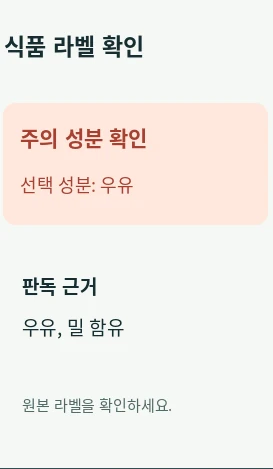 식품 라벨 확인
주의 성분 확인
선택 성분: 우유
판독 근거
우유, 밀 함유
원본 라벨을 확인하세요.